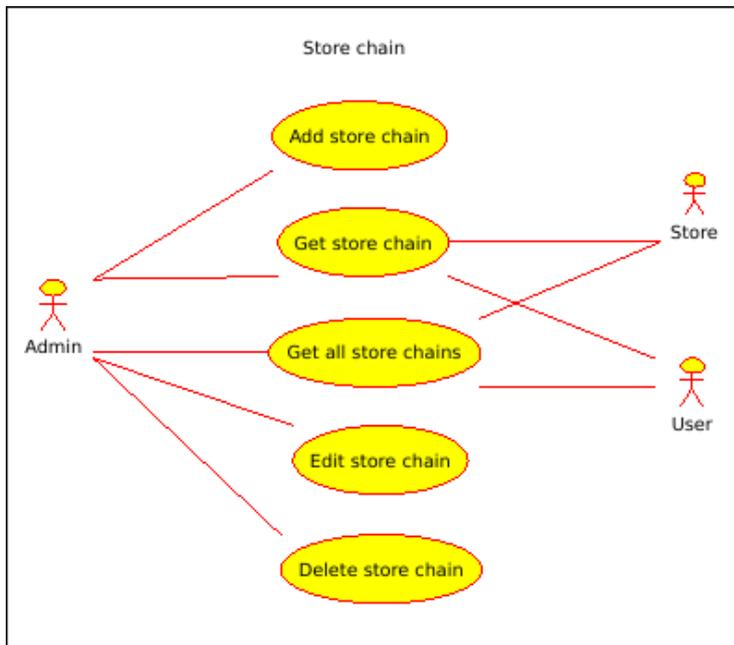 Store chain
Add store chain
Get store chain
Store
Admin
Get all store chains
User
Edit store chain
Delete store chain